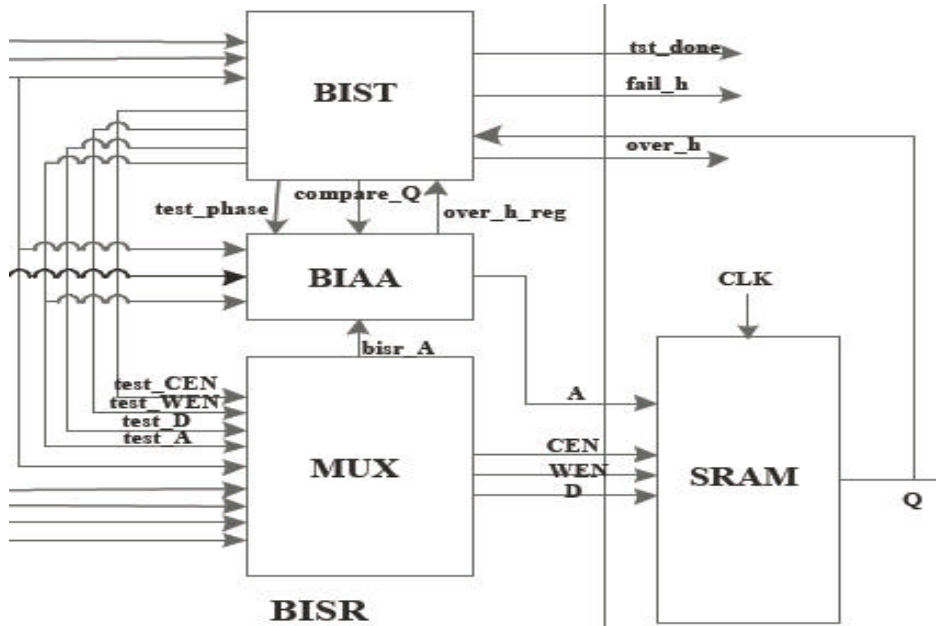 tst_done
BIST
fail_h
over_h
test_phase
compare_Q
over_h_reg
BIAA
CLK
bisr_A
test_CEN
test_WEN
test_D
test_A
A
CEN
WEN
D
MUX
SRAM
Q
BISR